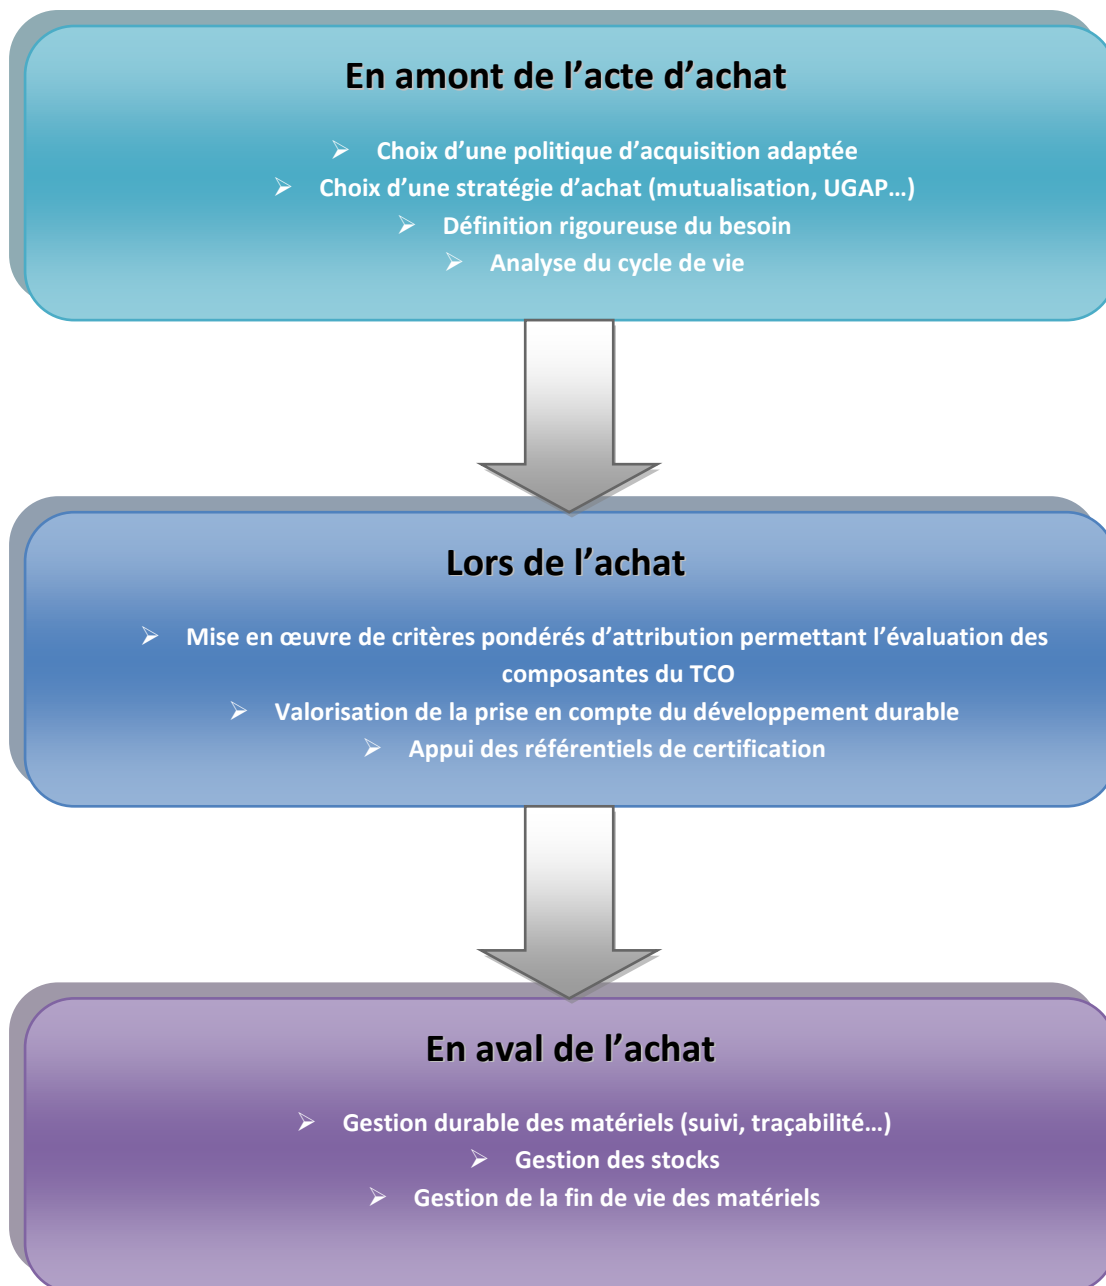 En amont de l’acte d’achat
➢ Choix d’une politique d’acquisition adaptée
➢ Choix d’une stratégie d’achat (mutualisation, UGAP…)
➢ Définition rigoureuse du besoin
➢ Analyse du cycle de vie
Lors de l’achat
➢ Mise en œuvre de critères pondérés d’attribution permettant l’évaluation des
composantes du TCO
➢ Valorisation de la prise en compte du développement durable
➢ Appui des référentiels de certification
En aval de l’achat
➢ Gestion durable des matériels (suivi, traçabilité…)
➢ Gestion des stocks
➢ Gestion de la fin de vie des matériels